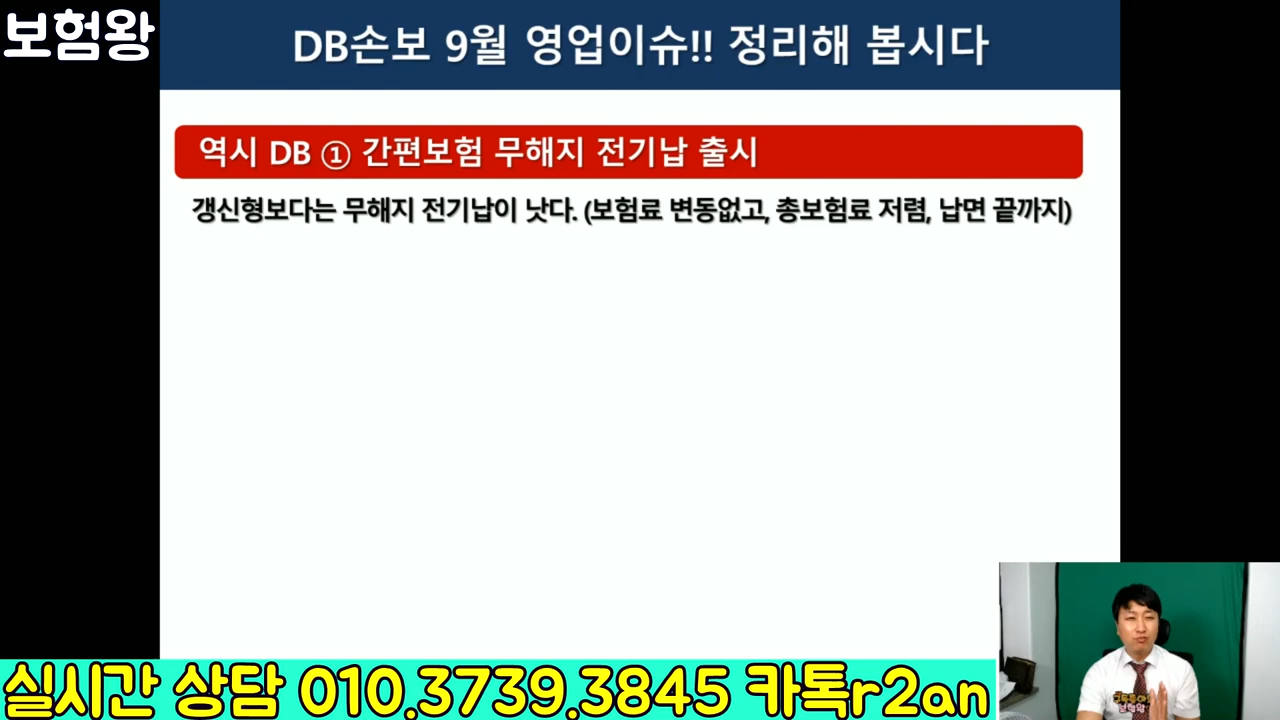 보험왕
DB손보 9월 영업이슈!! 정리해 봅시다
역시 DB ① 간편보험 무해지 전기납 출시
갱신형보다는 무해지 전기납이 낫다. (보험료 변동없고, 총보험료 저렴, 납면 끝까지)
실시간 상담 010.3739.3845 카톡r2an